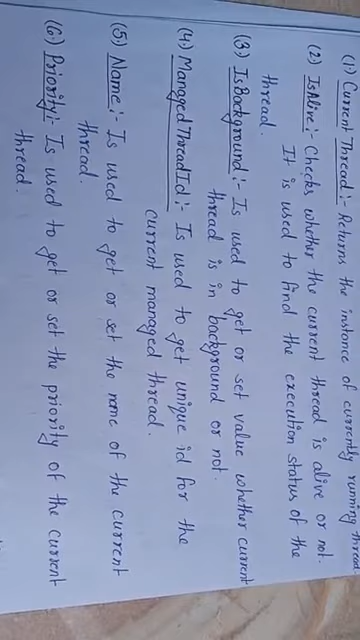 (1) Current Thread:- Returns the instance of currently running thread.
(2) IsAlive:- Checks whether the current thread is alive or not.
It is used to find the execution status of the
thread.
(3.) IsBackground:- Is used to get or set value whether current
thread is in background or not.
(4.) ManagedThreadId:- Is used to get unique id for the
current managed thread.
(5.) Name:- Is used to get or set the name of the current
thread.
(6.) Priority:- Is used to get or set the priority of the current
thread.